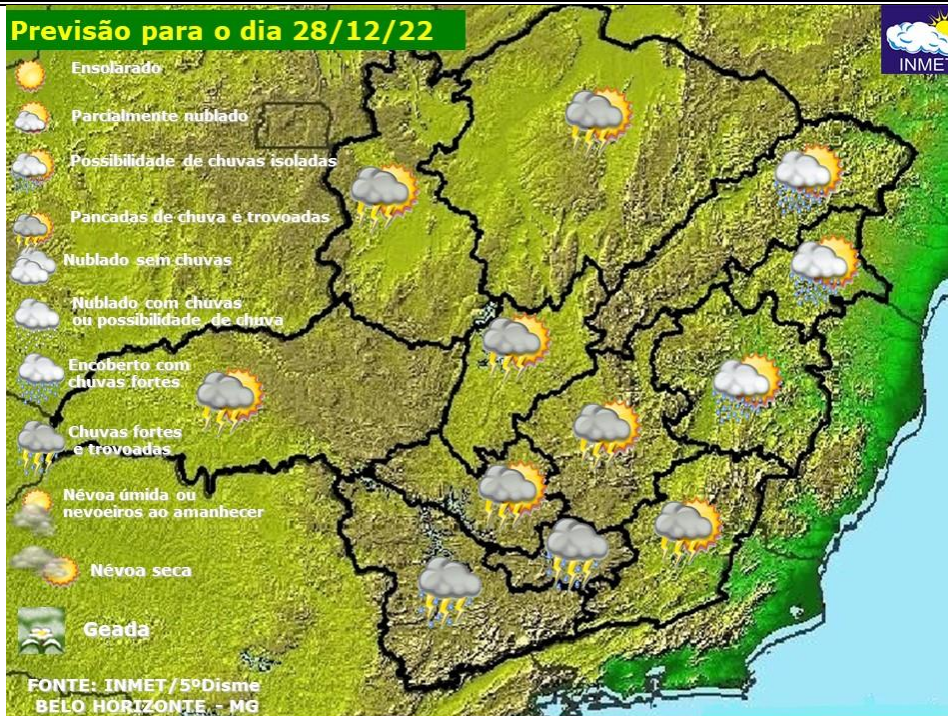 Previsão para o dia 28/12/22
INMET
Ensolarado
Parcialmente nublado
Possibilidade de chuvas isoladas
Pancadas de chuva e trovoadas
Nublado sem chuvas
Nublado com chuvas
ou possibilidade de chuva
Encoberto com
chuvas fortes
Chuvas fortes
e trovoadas
Névoa úmida ou
nevoeiros ao amanhecer
Névoa seca
Geada
FONTE: INMET/5ºDisme
BELO HORIZONTE - MG